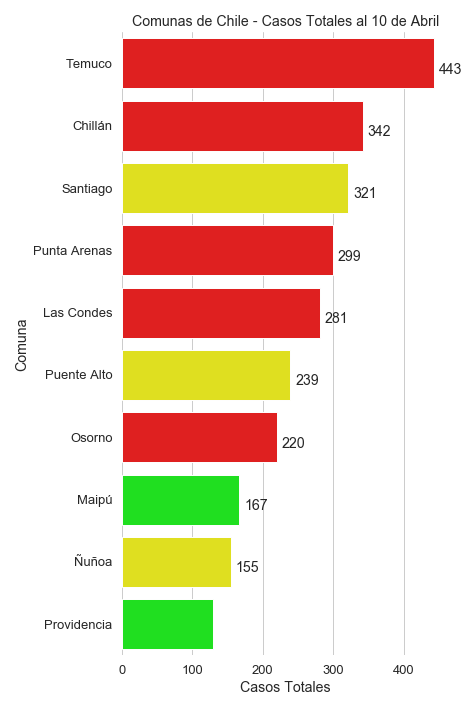 Comunas de Chile - Casos Totales al 10 de Abril
Temuco 443
Chillán 342
Santiago 321
Punta Arenas 299
Las Condes 281
Puente Alto 239
Osorno 220
Maipú 167
Ñuñoa 155
Providencia
0 100 200 300 400
Casos Totales
Comuna